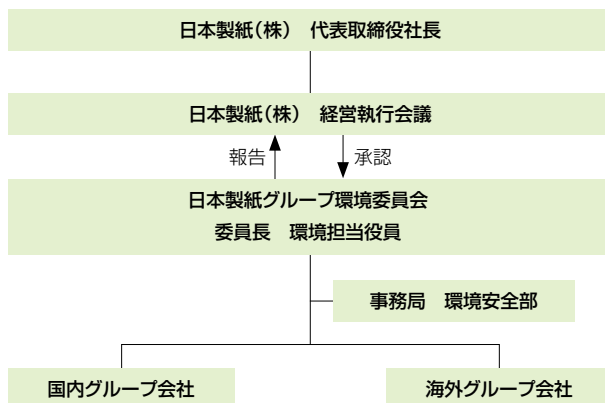 日本製紙(株) 代表取締役社長
日本製紙(株) 経営執行会議
報告 承認
日本製紙グループ環境委員会
委員長 環境担当役員
事務局 環境安全部
国内グループ会社 海外グループ会社